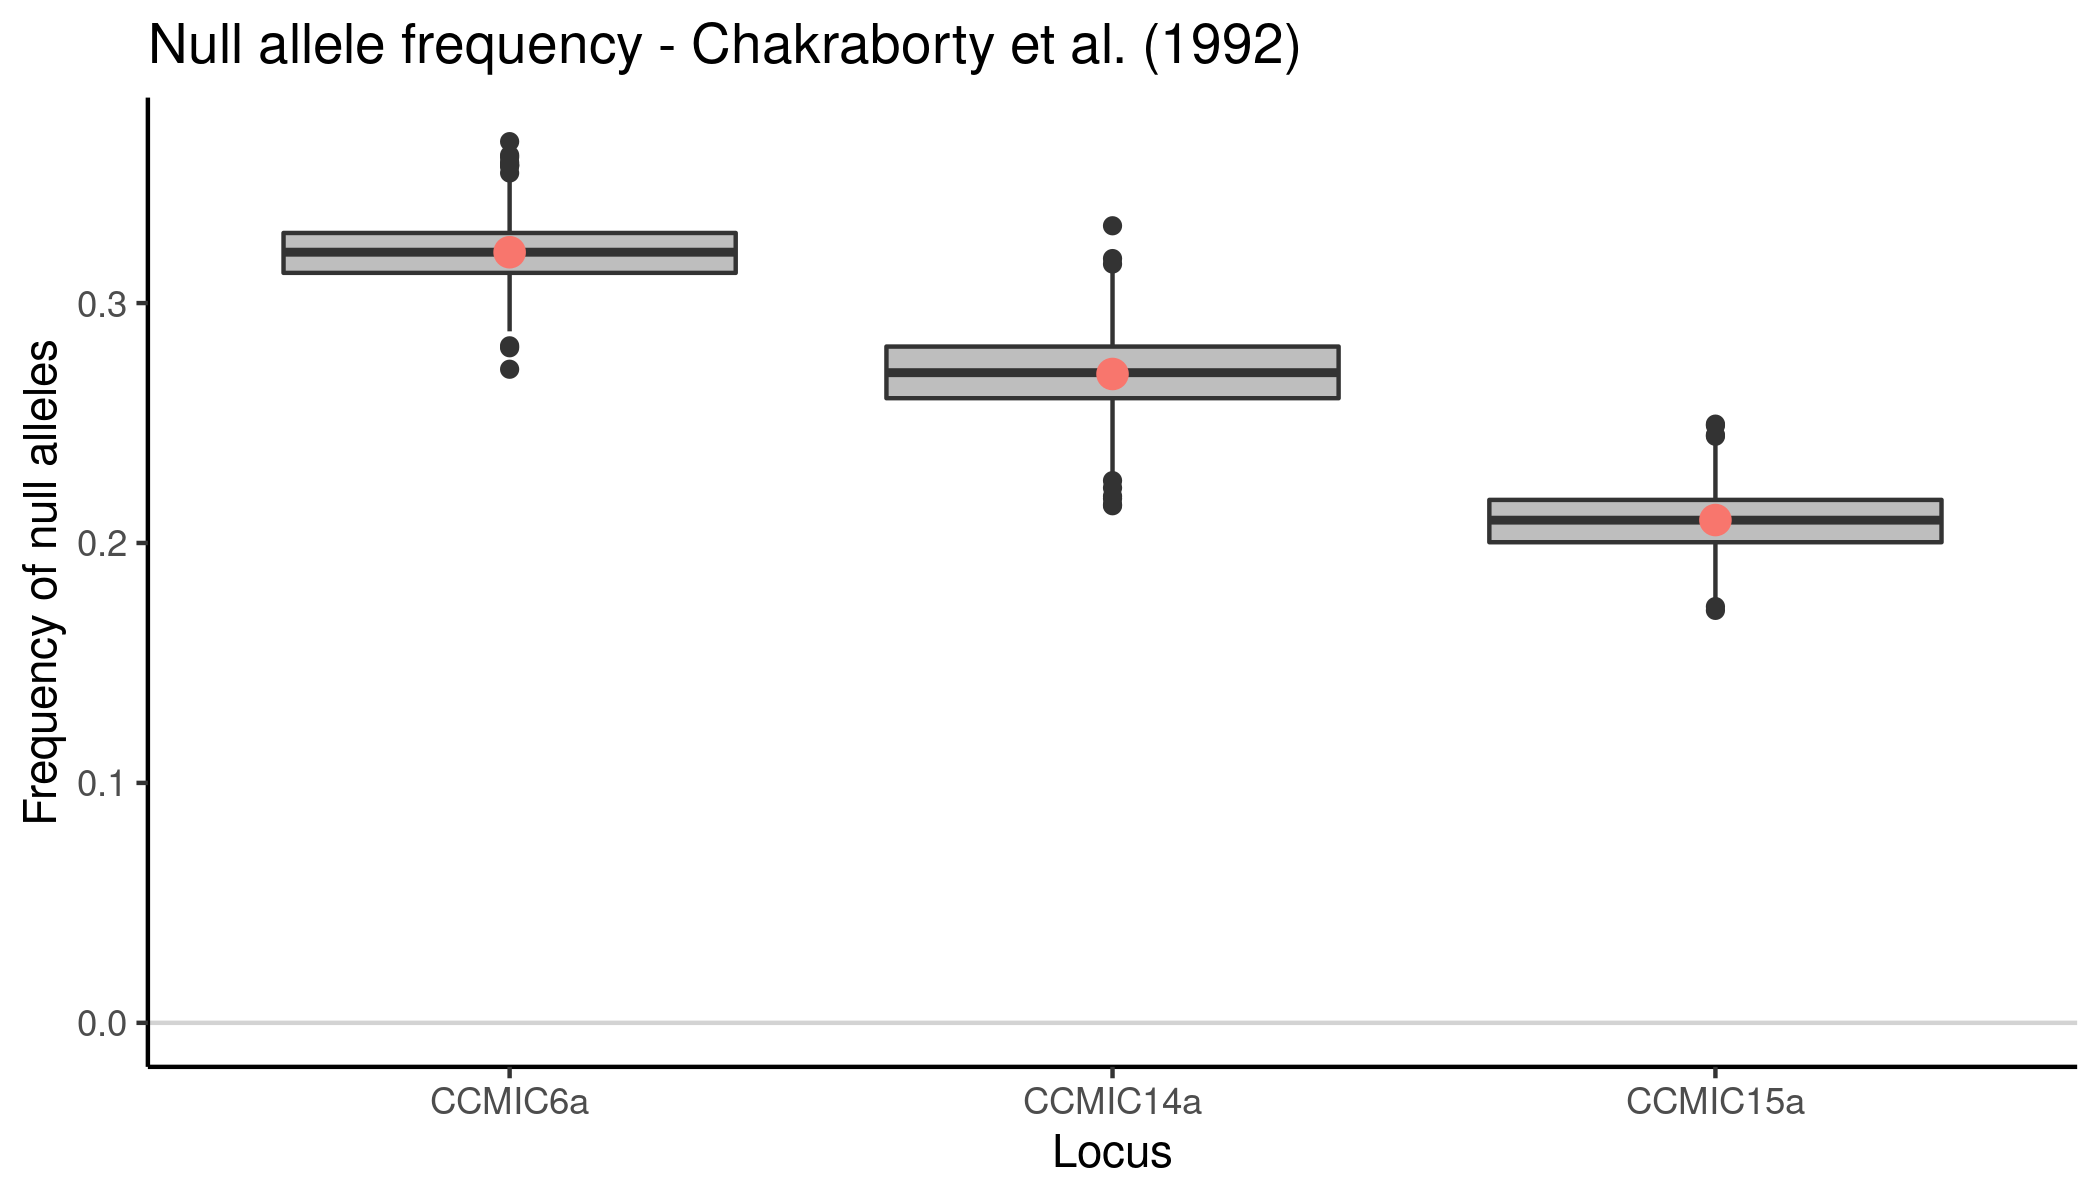 Null allele frequency - Chakraborty et al. (1992)
Frequency of null alleles
0.3
0.2
0.1
0.0
CCMIC6a CCMIC14a CCMIC15a
Locus